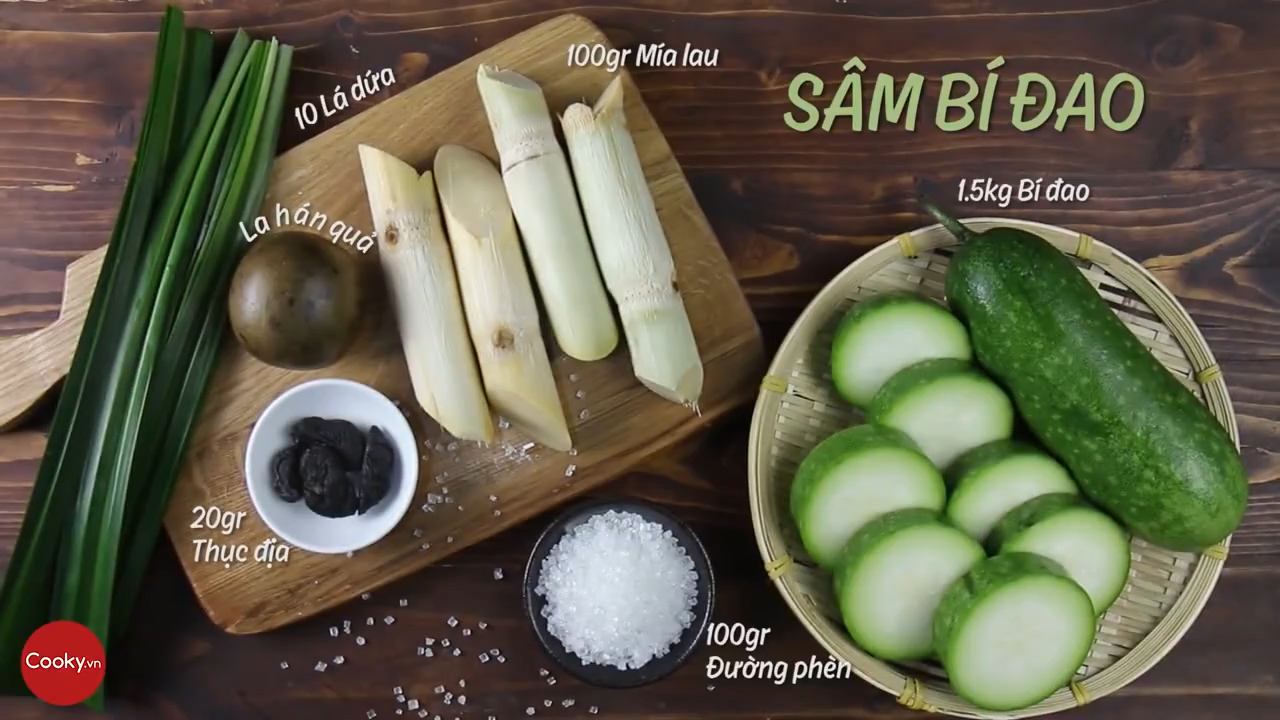 SÂM BÍ ĐAO
10 Lá dứa
100gr Mía lau
La hán quả
1.5kg Bí đao
20gr
Thục địa
100gr
Đường phèn
Cooky.vn